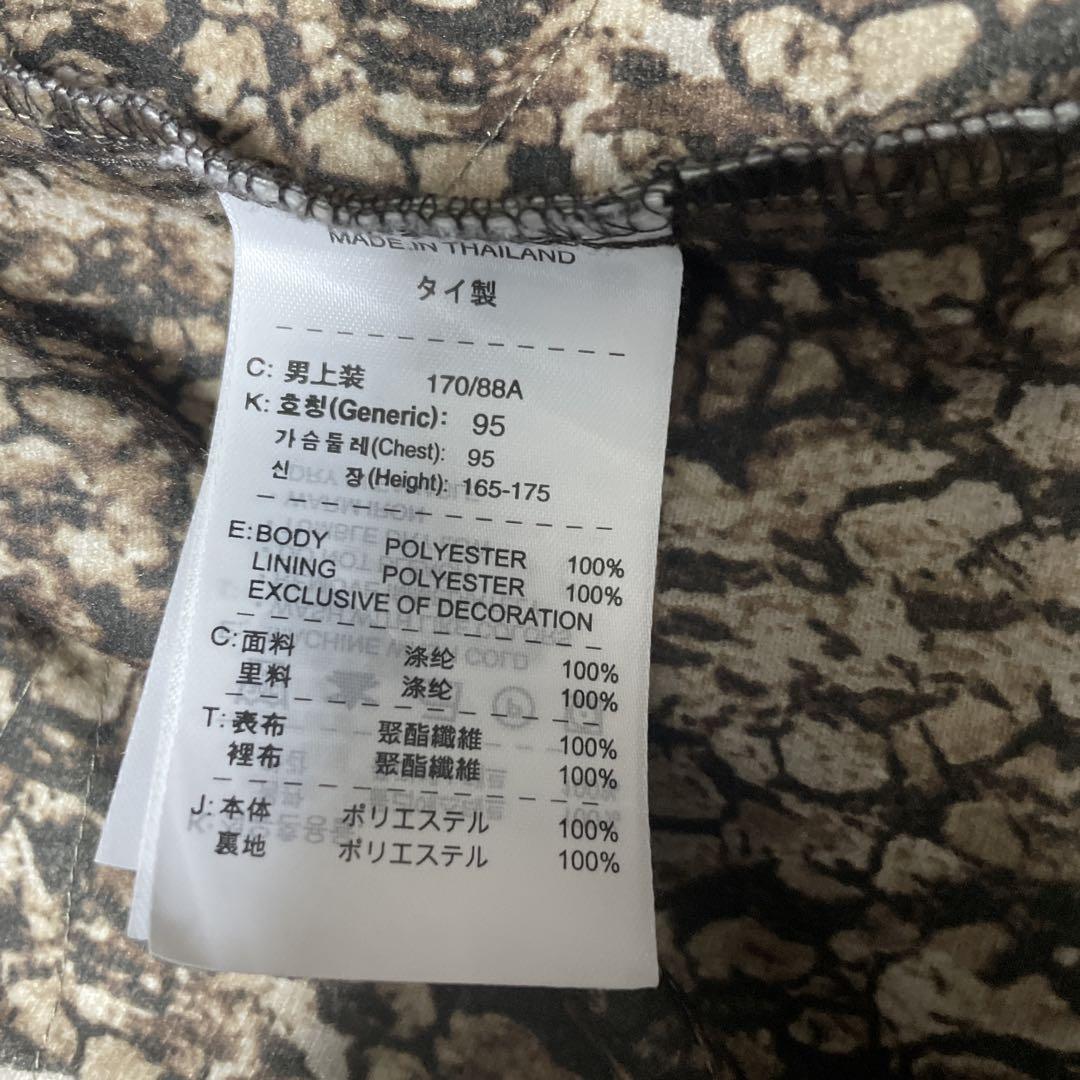 MADE IN THAILAND
タイ製
C: 男上装 170/88A
K: 호칭(Generic): 95
가슴둘레(Chest): 95
신 장(Height): 165-175
E: BODY POLYESTER 100%
LINING POLYESTER 100%
EXCLUSIVE OF DECORATION
C: 面料 涤纶 100%
里料 涤纶 100%
T: 表布 聚酯纖維 100%
裡布 聚酯纖維 100%
J: 本体 ポリエステル 100%
裏地 ポリエステル 100%